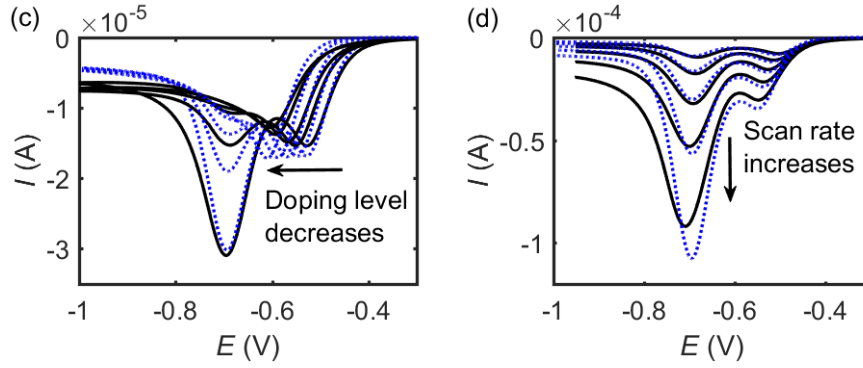 (c)
×10⁻⁵
0
-1
-2
-3
I (A)
Doping level
decreases
-1 -0.8 -0.6 -0.4
E (V)
(d)
×10⁻⁴
0
-0.5
-1
I (A)
Scan rate
increases
-1 -0.8 -0.6 -0.4
E (V)